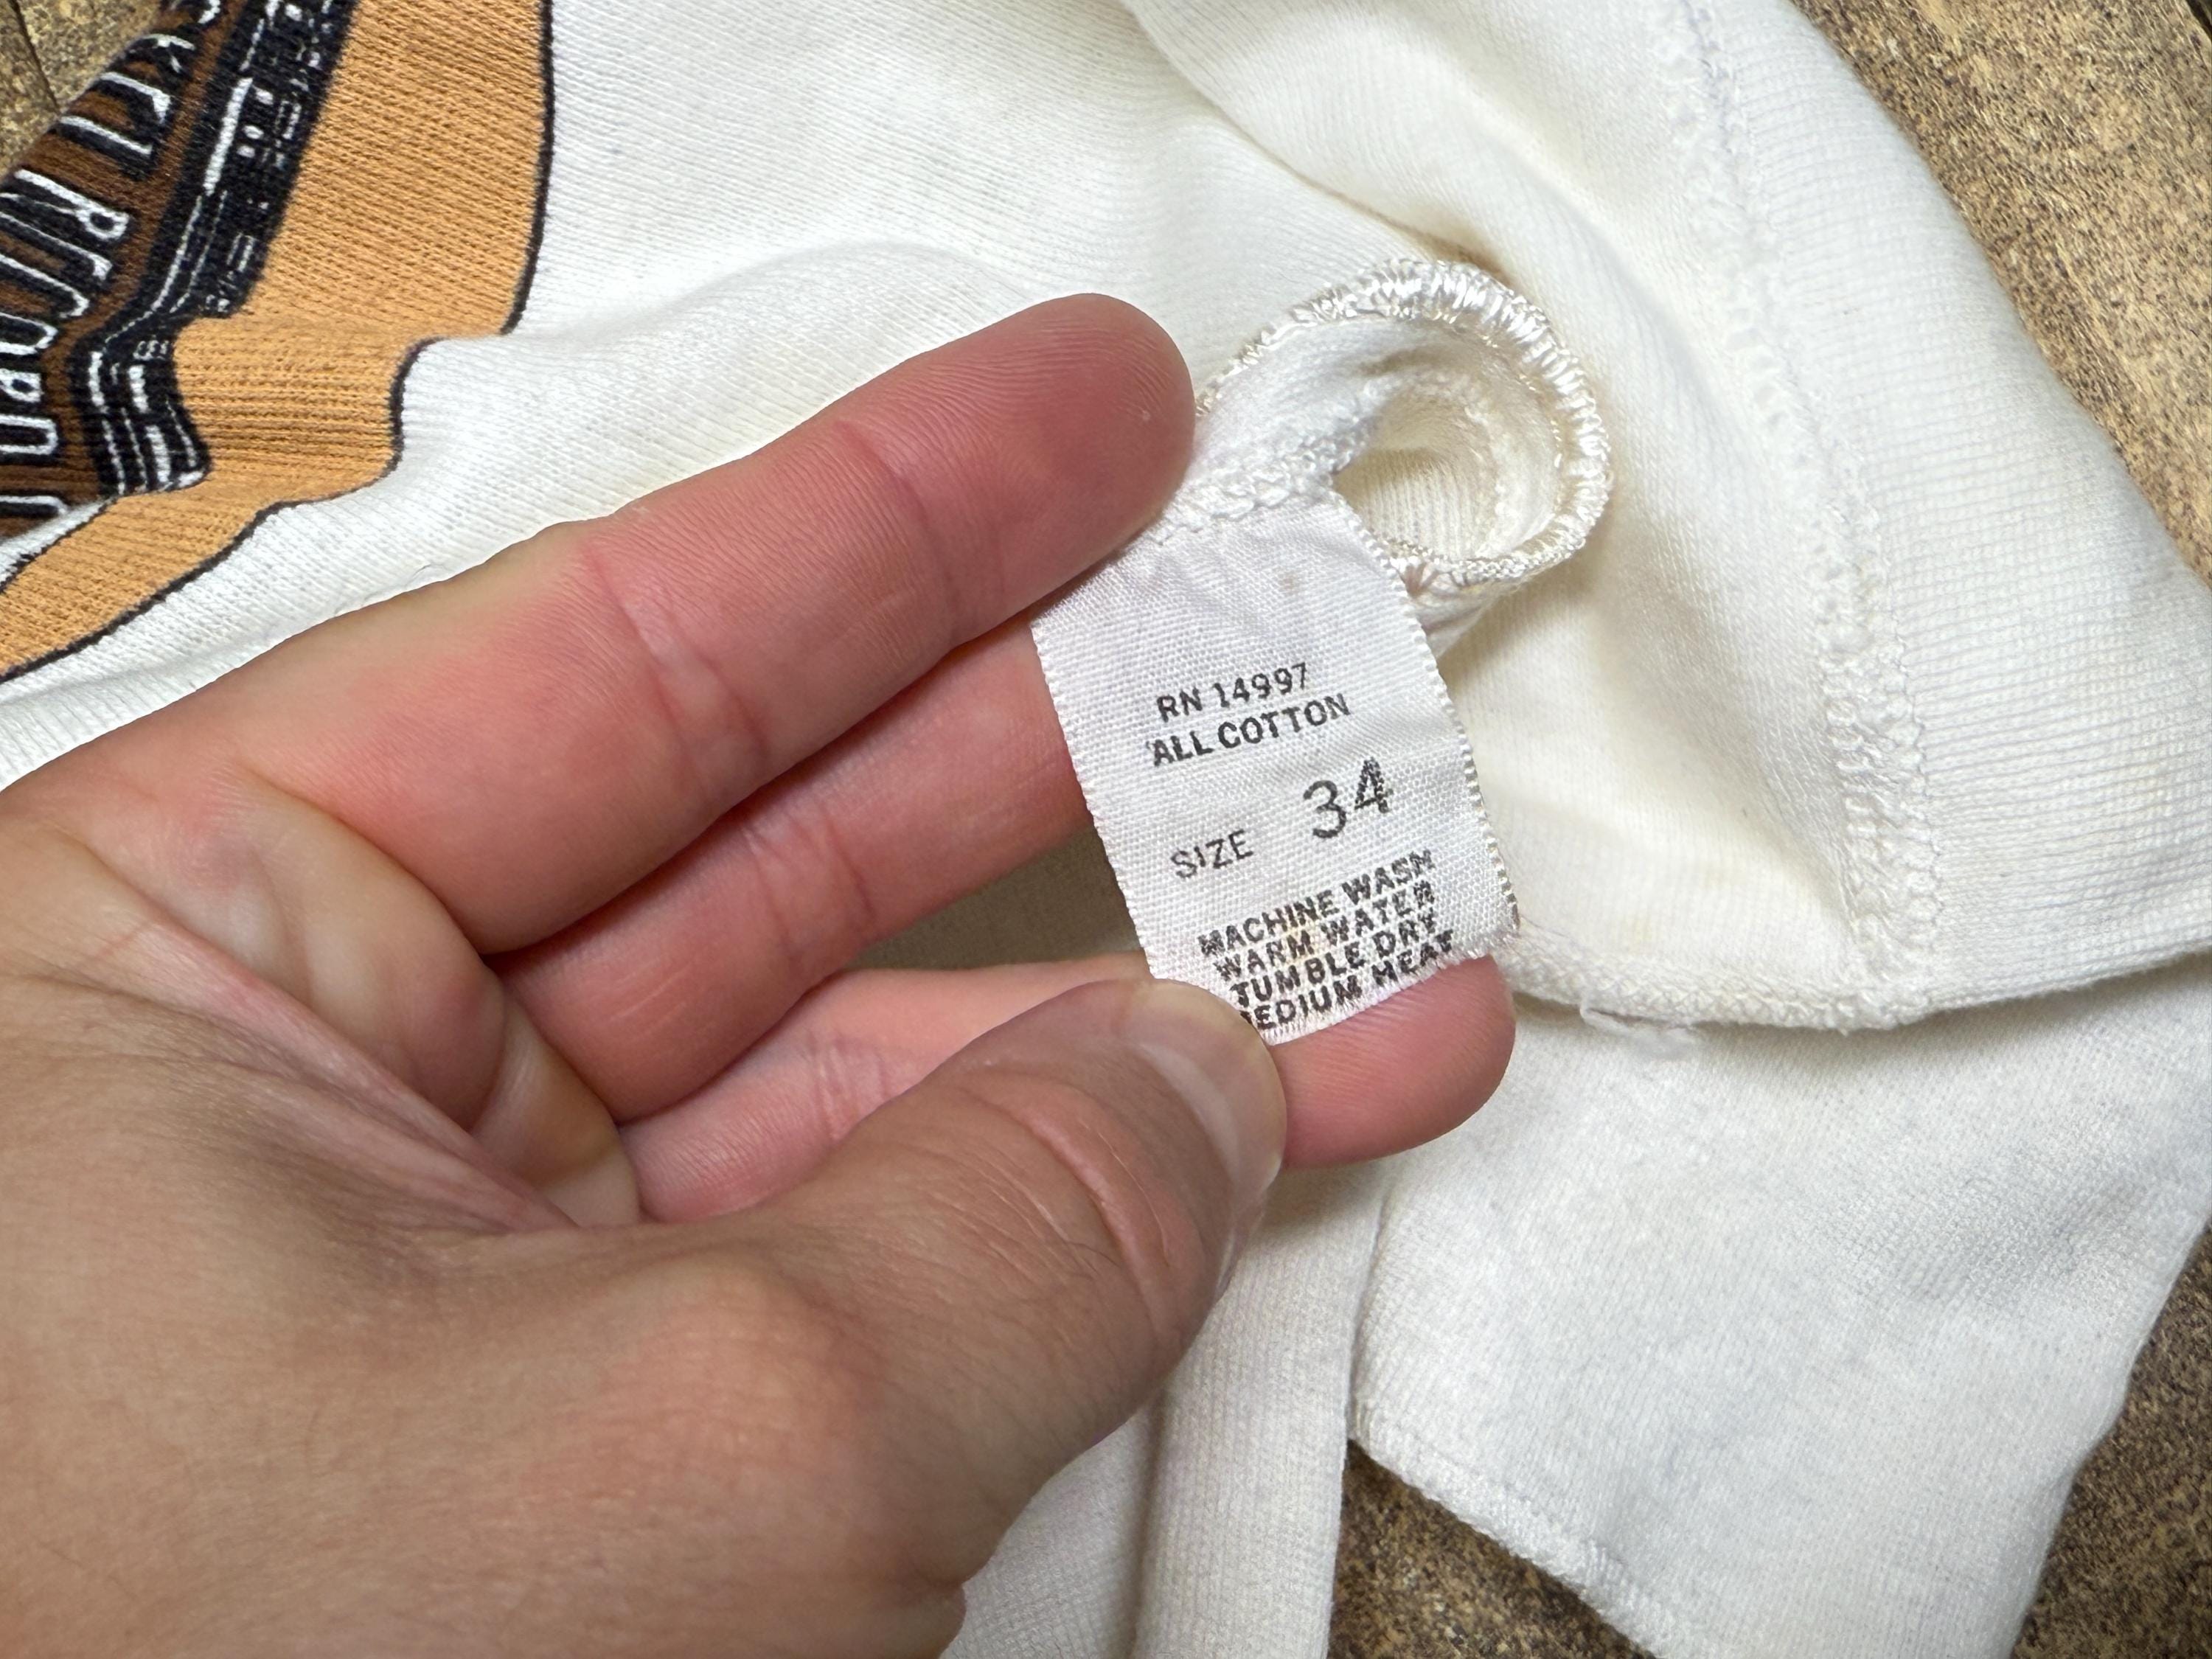 RN 14997
ALL COTTON
SIZE 34
MACHINE WASH
WARM WATER
TUMBLE DRY
MEDIUM HEAT